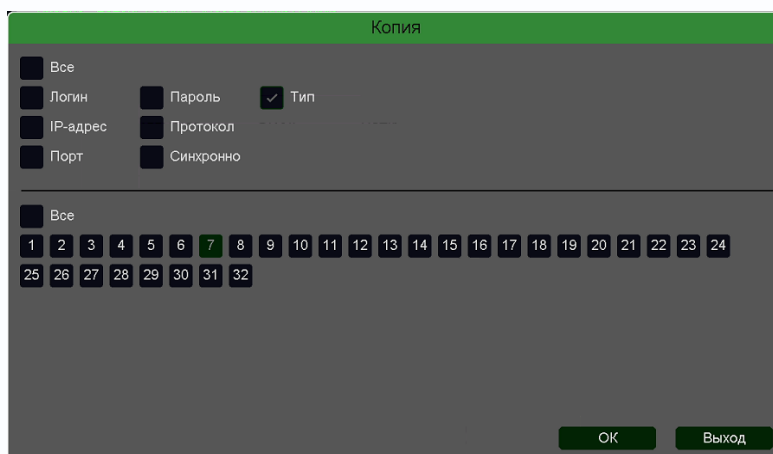 Копия
Все
Логин Пароль Тип
IP-адрес Протокол
Порт Синхронно
Все
1 2 3 4 5 6 7 8 9 10 11 12 13 14 15 16 17 18 19 20 21 22 23 24
25 26 27 28 29 30 31 32
ОК Выход